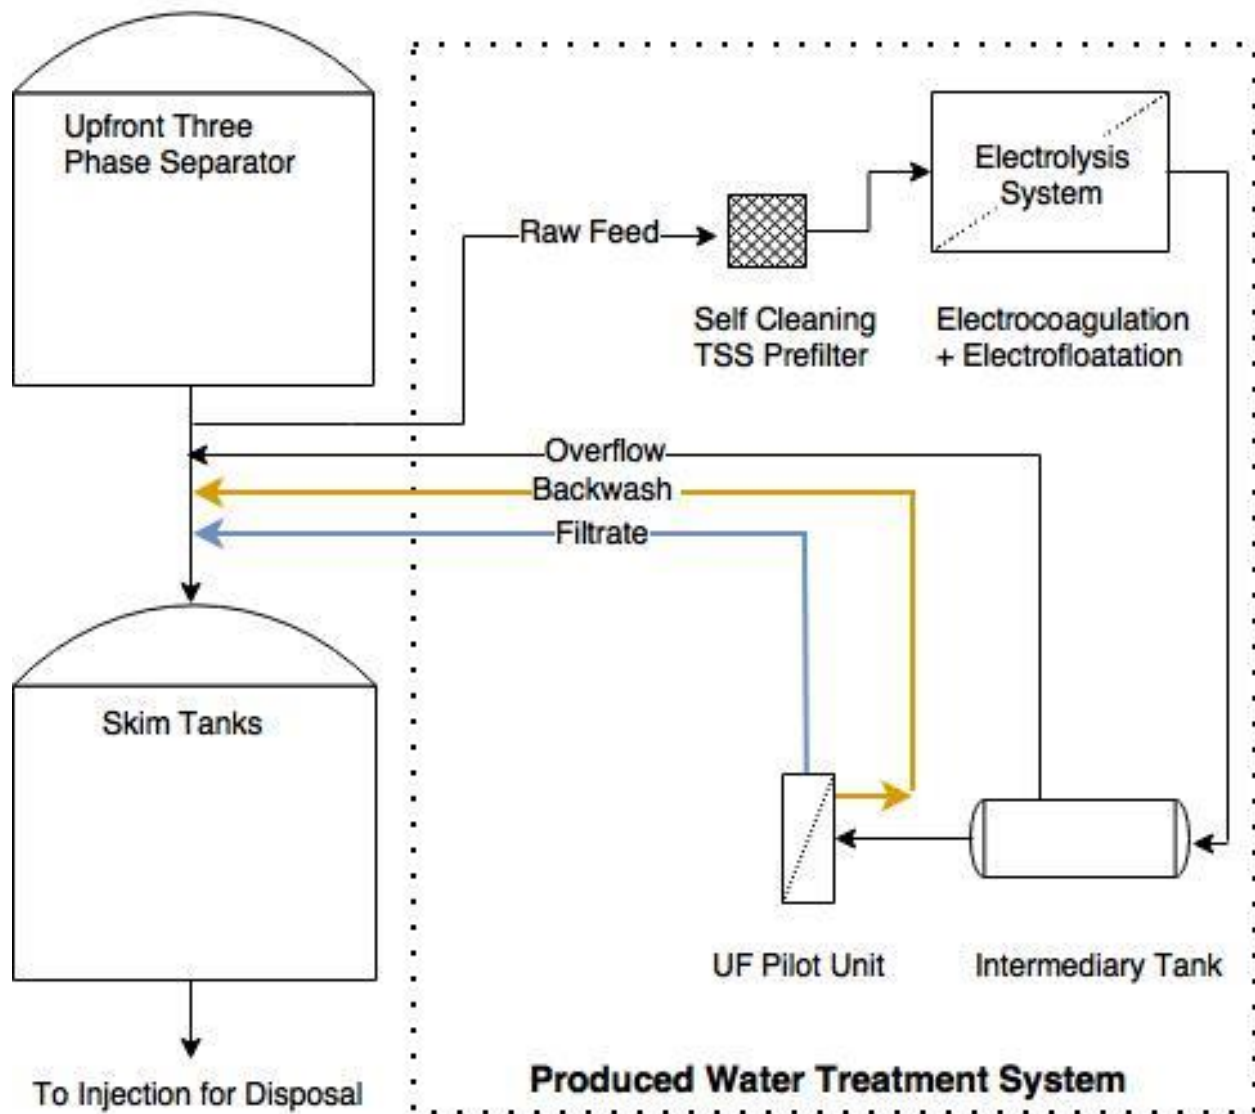 Upfront Three
Phase Separator
Electrolysis
System
Raw Feed
Self Cleaning
TSS Prefilter
Electrocoagulation
+ Electrofloatation
Overflow
Backwash
Filtrate
Skim Tanks
UF Pilot Unit
Intermediary Tank
To Injection for Disposal
Produced Water Treatment System